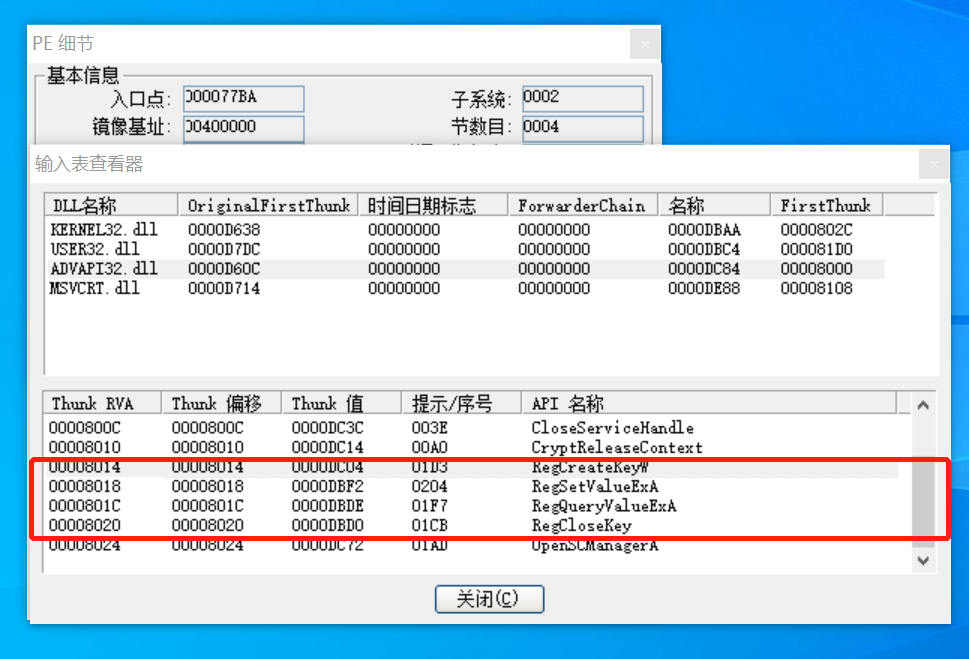 PE 细节
基本信息
入口点: 000077BA 子系统: 0002
镜像基址: 00400000 节数目: 0004
输入表查看器
DLL名称 OriginalFirstThunk 时间日期标志 ForwarderChain 名称 FirstThunk
KERNEL32.dll 0000D638 00000000 00000000 0000DBAA 0000802C
USER32.dll 0000D7DC 00000000 00000000 0000DBC4 000081D0
ADVAPI32.dll 0000D60C 00000000 00000000 0000DC84 00008000
MSVCRT.dll 0000D714 00000000 00000000 0000DE88 00008108
Thunk RVA Thunk 偏移 Thunk 值 提示/序号 API 名称
0000800C 0000800C 0000DC3C 003E CloseServiceHandle
00008010 00008010 0000DC14 00A0 CryptReleaseContext
00008014 00008014 0000DC04 01D3 RegCreateKeyW
00008018 00008018 0000DBF2 0204 RegSetValueExA
0000801C 0000801C 0000DBDE 01F7 RegQueryValueExA
00008020 00008020 0000DBD0 01CB RegCloseKey
00008024 00008024 0000DC72 01AD OpenSCManagerA
关闭(C)